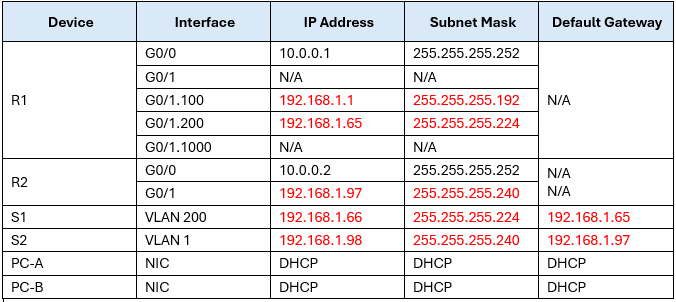 Device Interface IP Address Subnet Mask Default Gateway
R1 G0/0 10.0.0.1 255.255.255.252 N/A
G0/1 N/A N/A
G0/1.100 192.168.1.1 255.255.255.192
G0/1.200 192.168.1.65 255.255.255.224
G0/1.1000 N/A N/A
R2 G0/0 10.0.0.2 255.255.255.252 N/A
G0/1 192.168.1.97 255.255.255.240 N/A
S1 VLAN 200 192.168.1.66 255.255.255.224 192.168.1.65
S2 VLAN 1 192.168.1.98 255.255.255.240 192.168.1.97
PC-A NIC DHCP DHCP DHCP
PC-B NIC DHCP DHCP DHCP